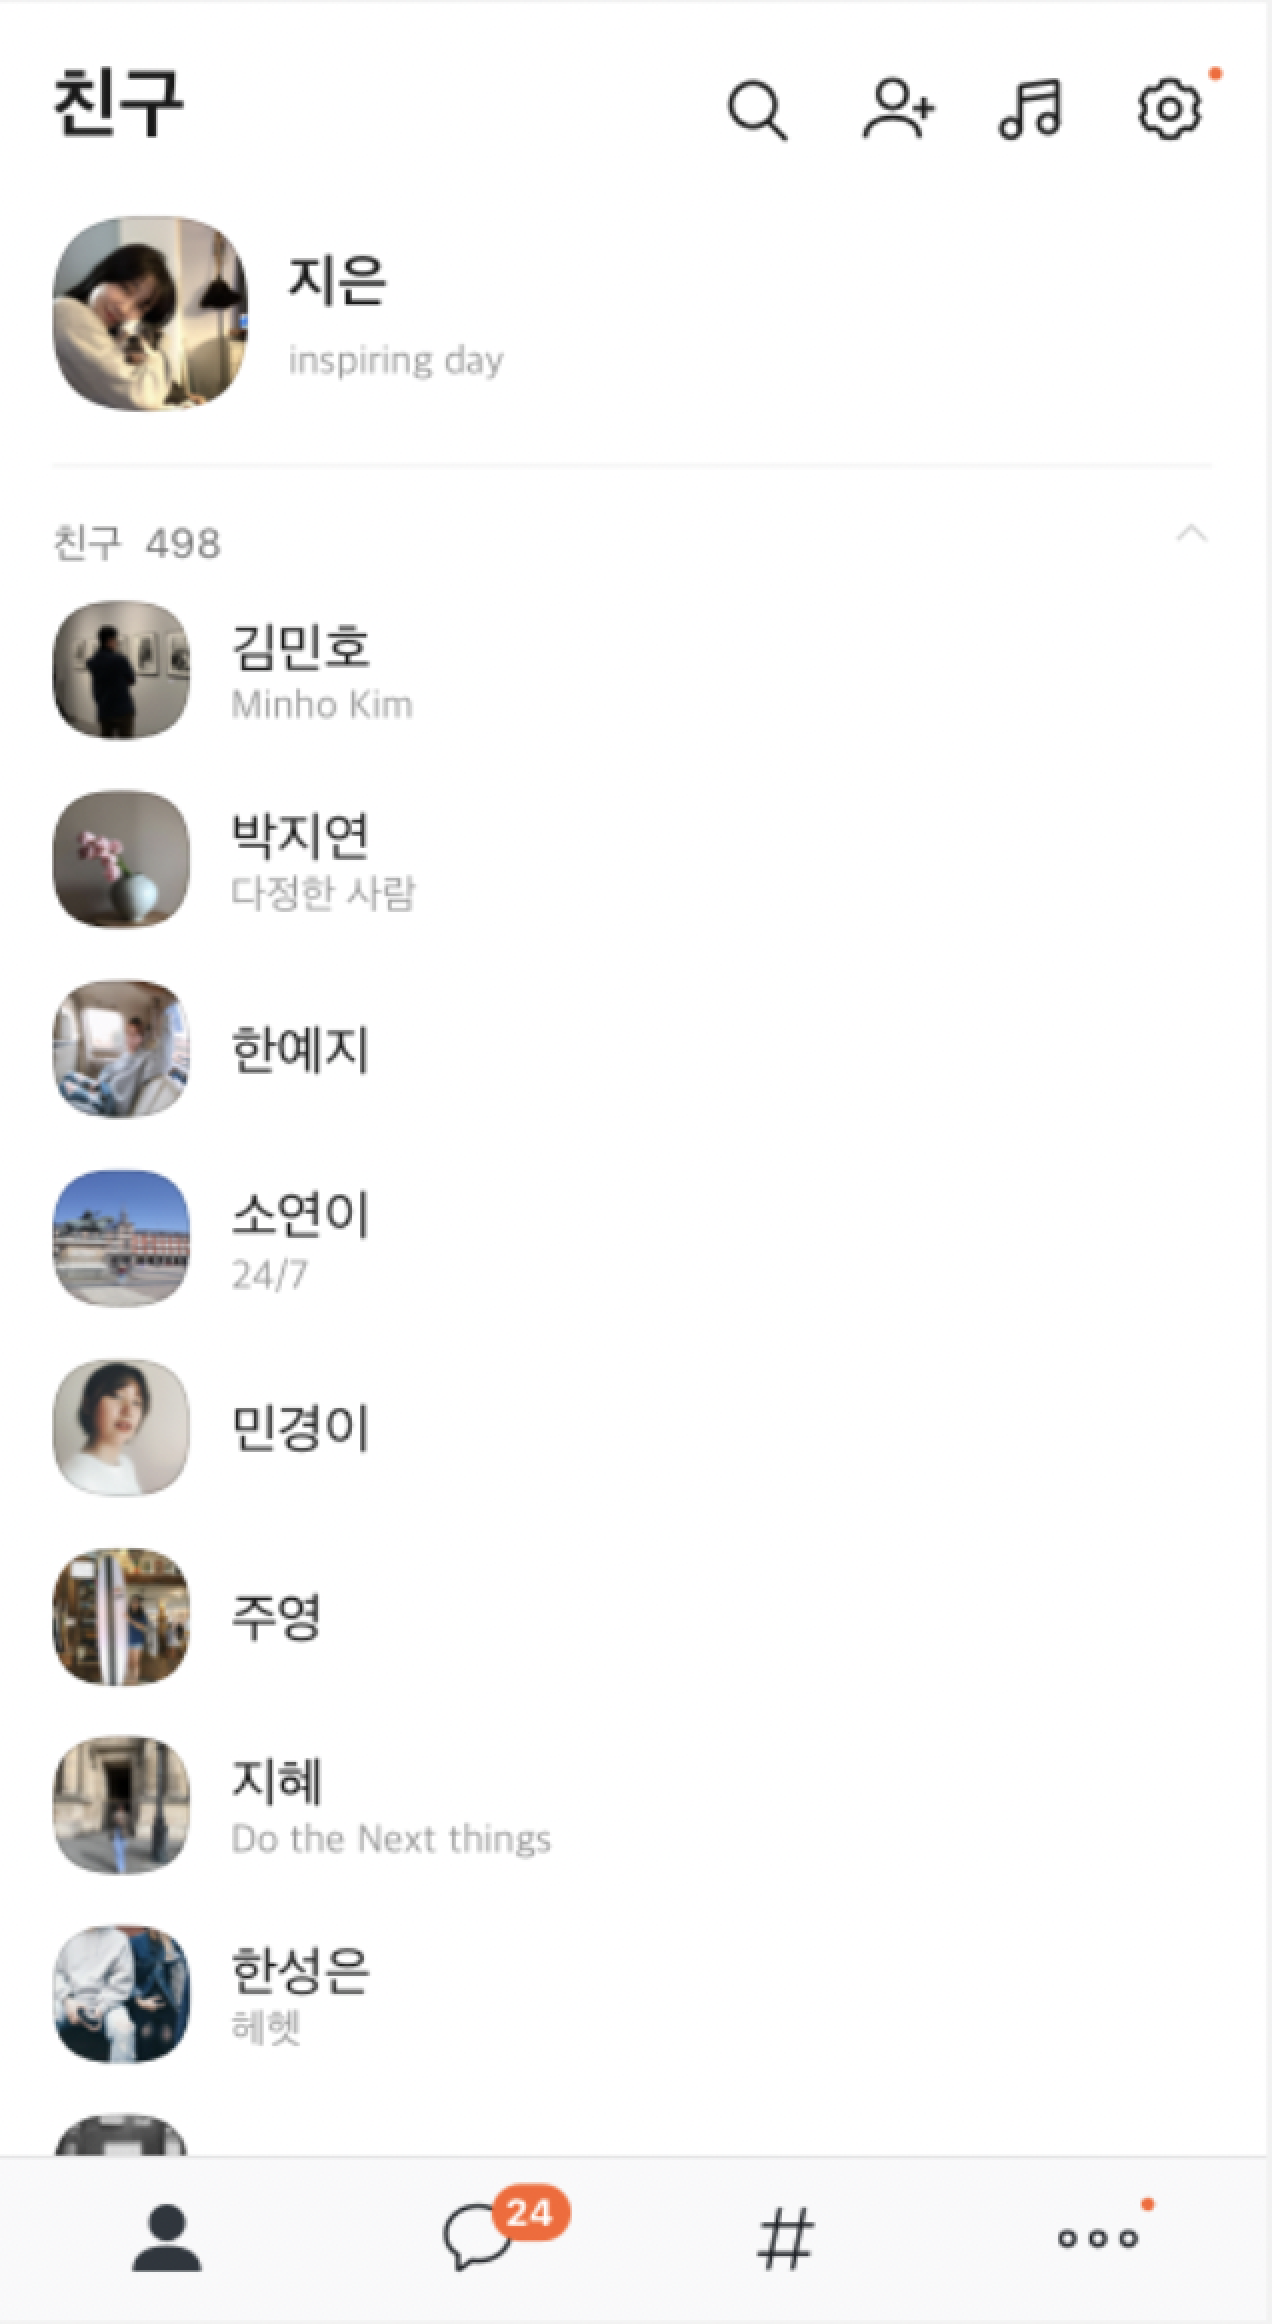 친구
지은
inspiring day
친구 498
김민호
Minho Kim
박지연
다정한 사람
한예지
소연이
24/7
민경이
주영
지혜
Do the Next things
한성은
헤헷
24
#